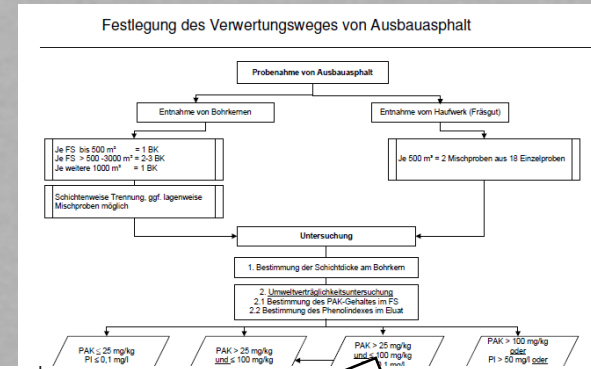 Festlegung des Verwertungsweges von Ausbauasphalt
Probenahme von Ausbauasphalt
Entnahme von Bohrkernen
Entnahme vom Haufwerk (Fräsgut)
Je FS bis 500 m² = 1 BK
Je FS > 500 -3000 m² = 2-3 BK
Je weitere 1000 m² = 1 BK
Je 500 m³ = 2 Mischproben aus 18 Einzelproben
Schichtenweise Trennung, ggf. lagenweise
Mischproben möglich
Untersuchung
1. Bestimmung der Schichtdicke am Bohrkern
2. Umweltverträglichkeitsuntersuchung
2.1 Bestimmung des PAK-Gehaltes im FS
2.2 Bestimmung des Phenolindexes im Eluat
PAK ≤ 25 mg/kg
PI ≤ 0,1 mg/l
PAK > 25 mg/kg
und ≤ 100 mg/kg
PAK > 25 mg/kg
und ≤ 100 mg/kg
PAK > 100 mg/kg
oder
PI > 50 mg/l oder